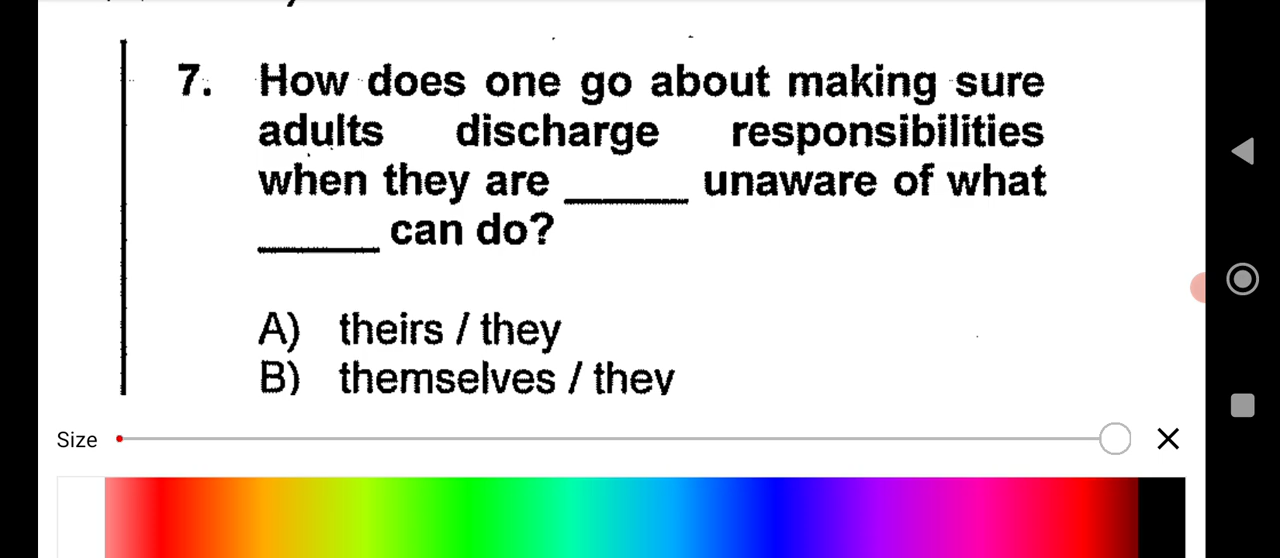 7. How does one go about making sure
adults discharge responsibilities
when they are ______ unaware of what
______ can do?
A) theirs / they
B) themselves / they
Size